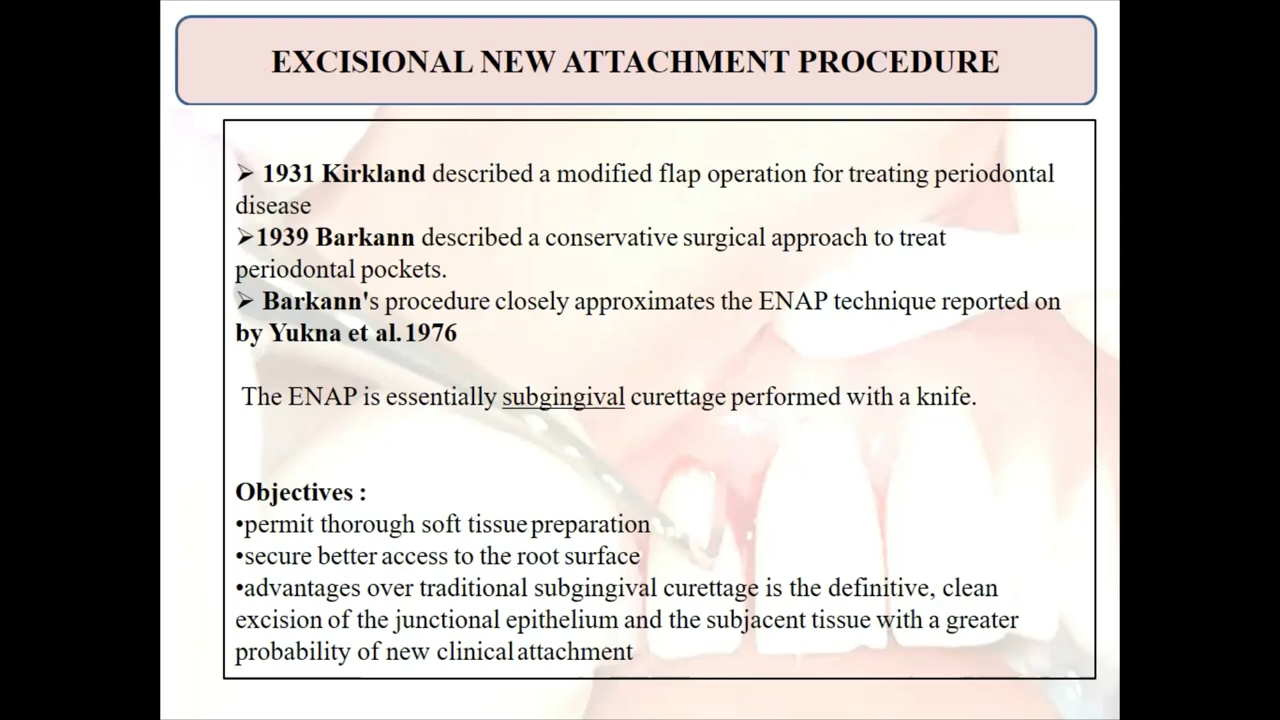 EXCISIONAL NEW ATTACHMENT PROCEDURE
➢ 1931 Kirkland described a modified flap operation for treating periodontal
disease
➢1939 Barkann described a conservative surgical approach to treat
periodontal pockets.
➢ Barkann's procedure closely approximates the ENAP technique reported on
by Yukna et al.1976
The ENAP is essentially subgingival curettage performed with a knife.
Objectives :
•permit thorough soft tissue preparation
•secure better access to the root surface
•advantages over traditional subgingival curettage is the definitive, clean
excision of the junctional epithelium and the subjacent tissue with a greater
probability of new clinical attachment